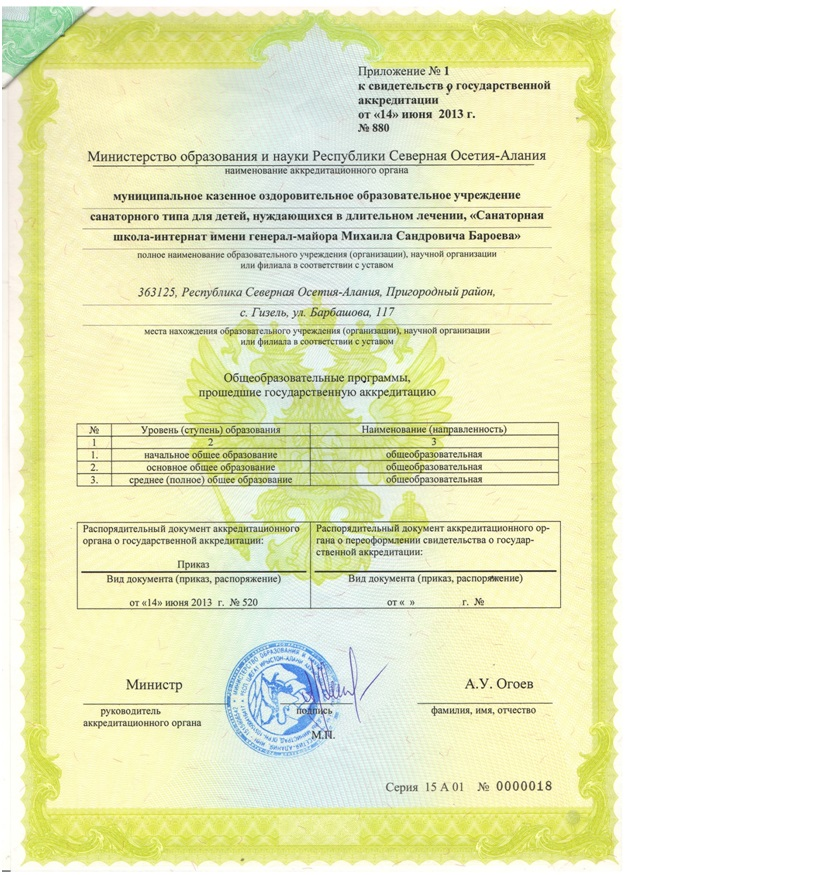 Приложение № 1
к свидетельств о государственной
аккредитации
от «14» июня 2013 г.
№ 880
Министерство образования и науки Республики Северная Осетия-Алания
наименование аккредитационного органа
муниципальное казенное оздоровительное образовательное учреждение
санаторного типа для детей, нуждающихся в длительном лечении, «Санаторная
школа-интернат имени генерал-майора Михаила Сандровича Бароева»
полное наименование образовательного учреждения (организации), научной организации
или филиала в соответствии с уставом
363125, Республика Северная Осетия-Алания, Пригородный район,
с. Гизель, ул. Барбашова, 117
места нахождения образовательного учреждения (организации), научной организации
или филиала в соответствии с уставом
Общеобразовательные программы,
прошедшие государственную аккредитацию
№ Уровень (ступень) образования Наименование (направленность)
1 2 3
1. начальное общее образование общеобразовательная
2. основное общее образование общеобразовательная
3. среднее (полное) общее образование общеобразовательная
Распорядительный документ аккредитационного
органа о государственной аккредитации:
Приказ
Вид документа (приказ, распоряжение)
от «14» июня 2013 г. № 520
Распорядительный документ аккредитационного ор-
гана о переоформлении свидетельства о государ-
ственной аккредитации:
Вид документа (приказ, распоряжение)
от « » г. №
Министр А.У. Огоев
руководитель
аккредитационного органа
подпись
фамилия, имя, отчество
М.П.
Серия 15 А 01 № 0000018